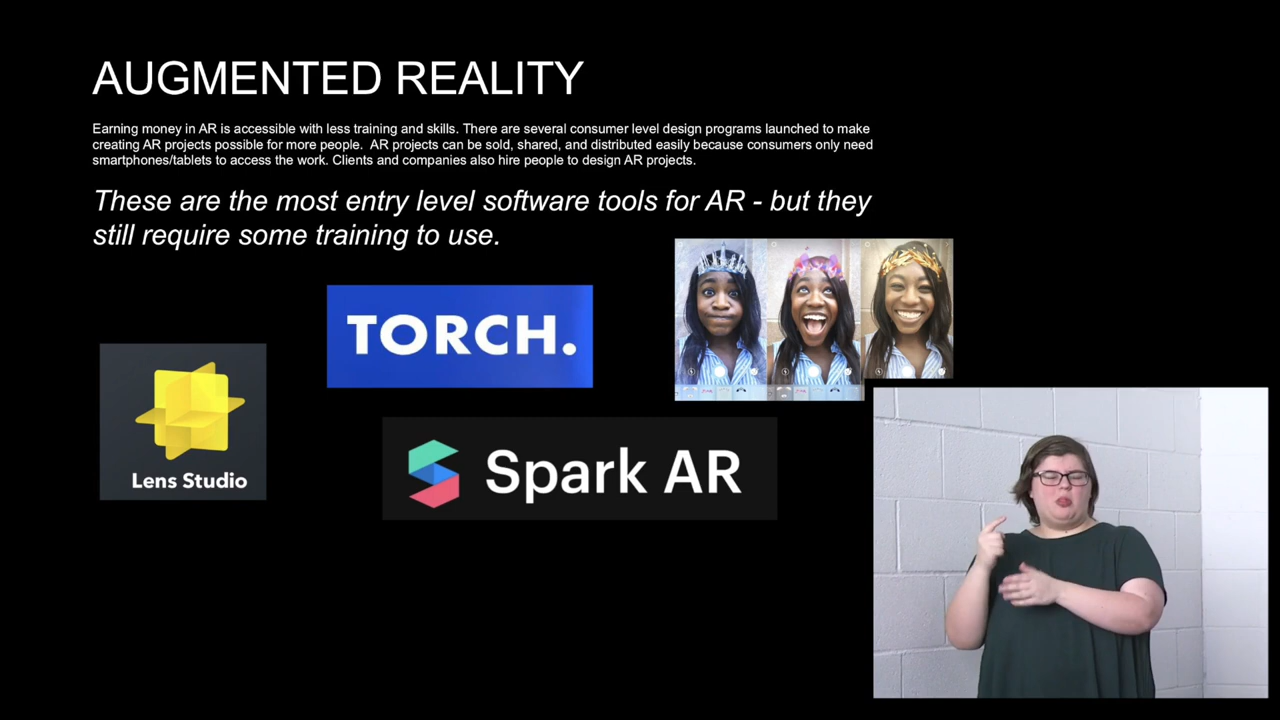 AUGMENTED REALITY
Earning money in AR is accessible with less training and skills. There are several consumer level design programs launched to make
creating AR projects possible for more people.  AR projects can be sold, shared, and distributed easily because consumers only need
smartphones/tablets to access the work. Clients and companies also hire people to design AR projects.
These are the most entry level software tools for AR - but they
still require some training to use.
TORCH.
Lens Studio
Spark AR